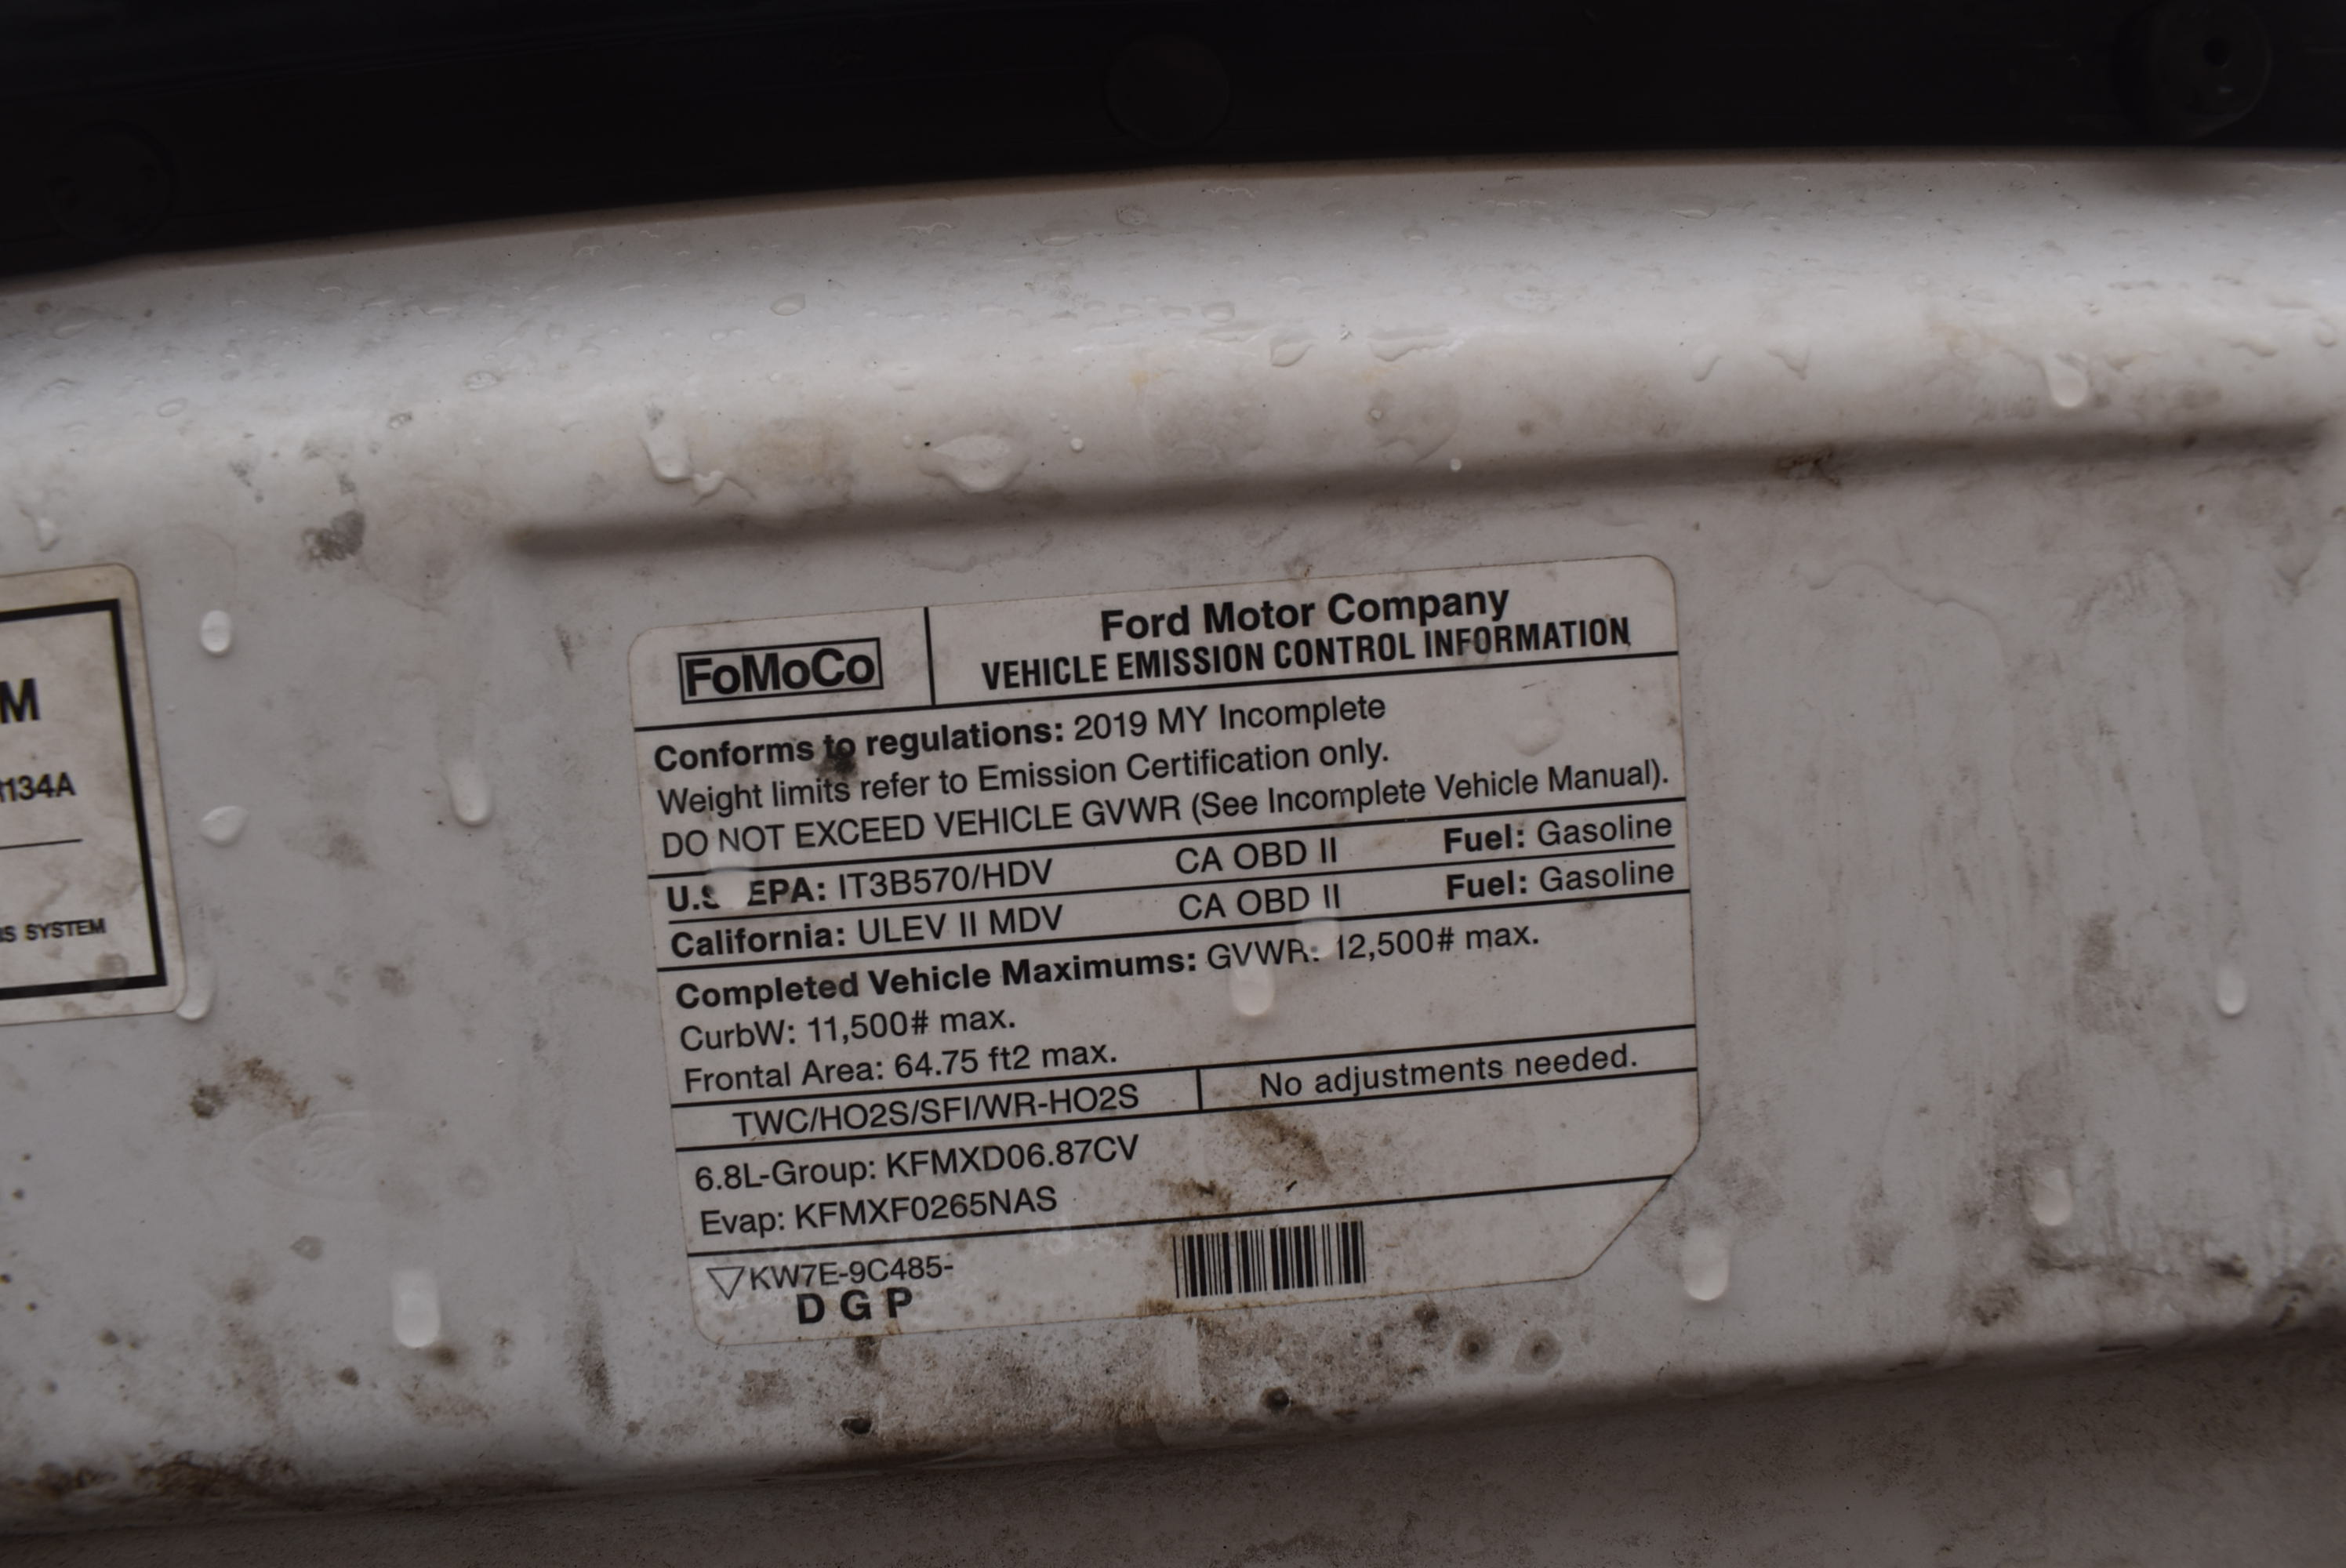 M
134A
SYSTEM
FoMoCo
Ford Motor Company
VEHICLE EMISSION CONTROL INFORMATION
Conforms to regulations: 2019 MY Incomplete
Weight limits refer to Emission Certification only.
DO NOT EXCEED VEHICLE GVWR (See Incomplete Vehicle Manual).
U.S EPA: IT3B570/HDV CA OBD II Fuel: Gasoline
California: ULEV II MDV CA OBD II Fuel: Gasoline
Completed Vehicle Maximums: GVWR: 12,500# max.
CurbW: 11,500# max.
Frontal Area: 64.75 ft2 max.
TWC/HO2S/SFI/WR-HO2S No adjustments needed.
6.8L-Group: KFMXD06.87CV
Evap: KFMXF0265NAS
KW7E-9C485-
D G P